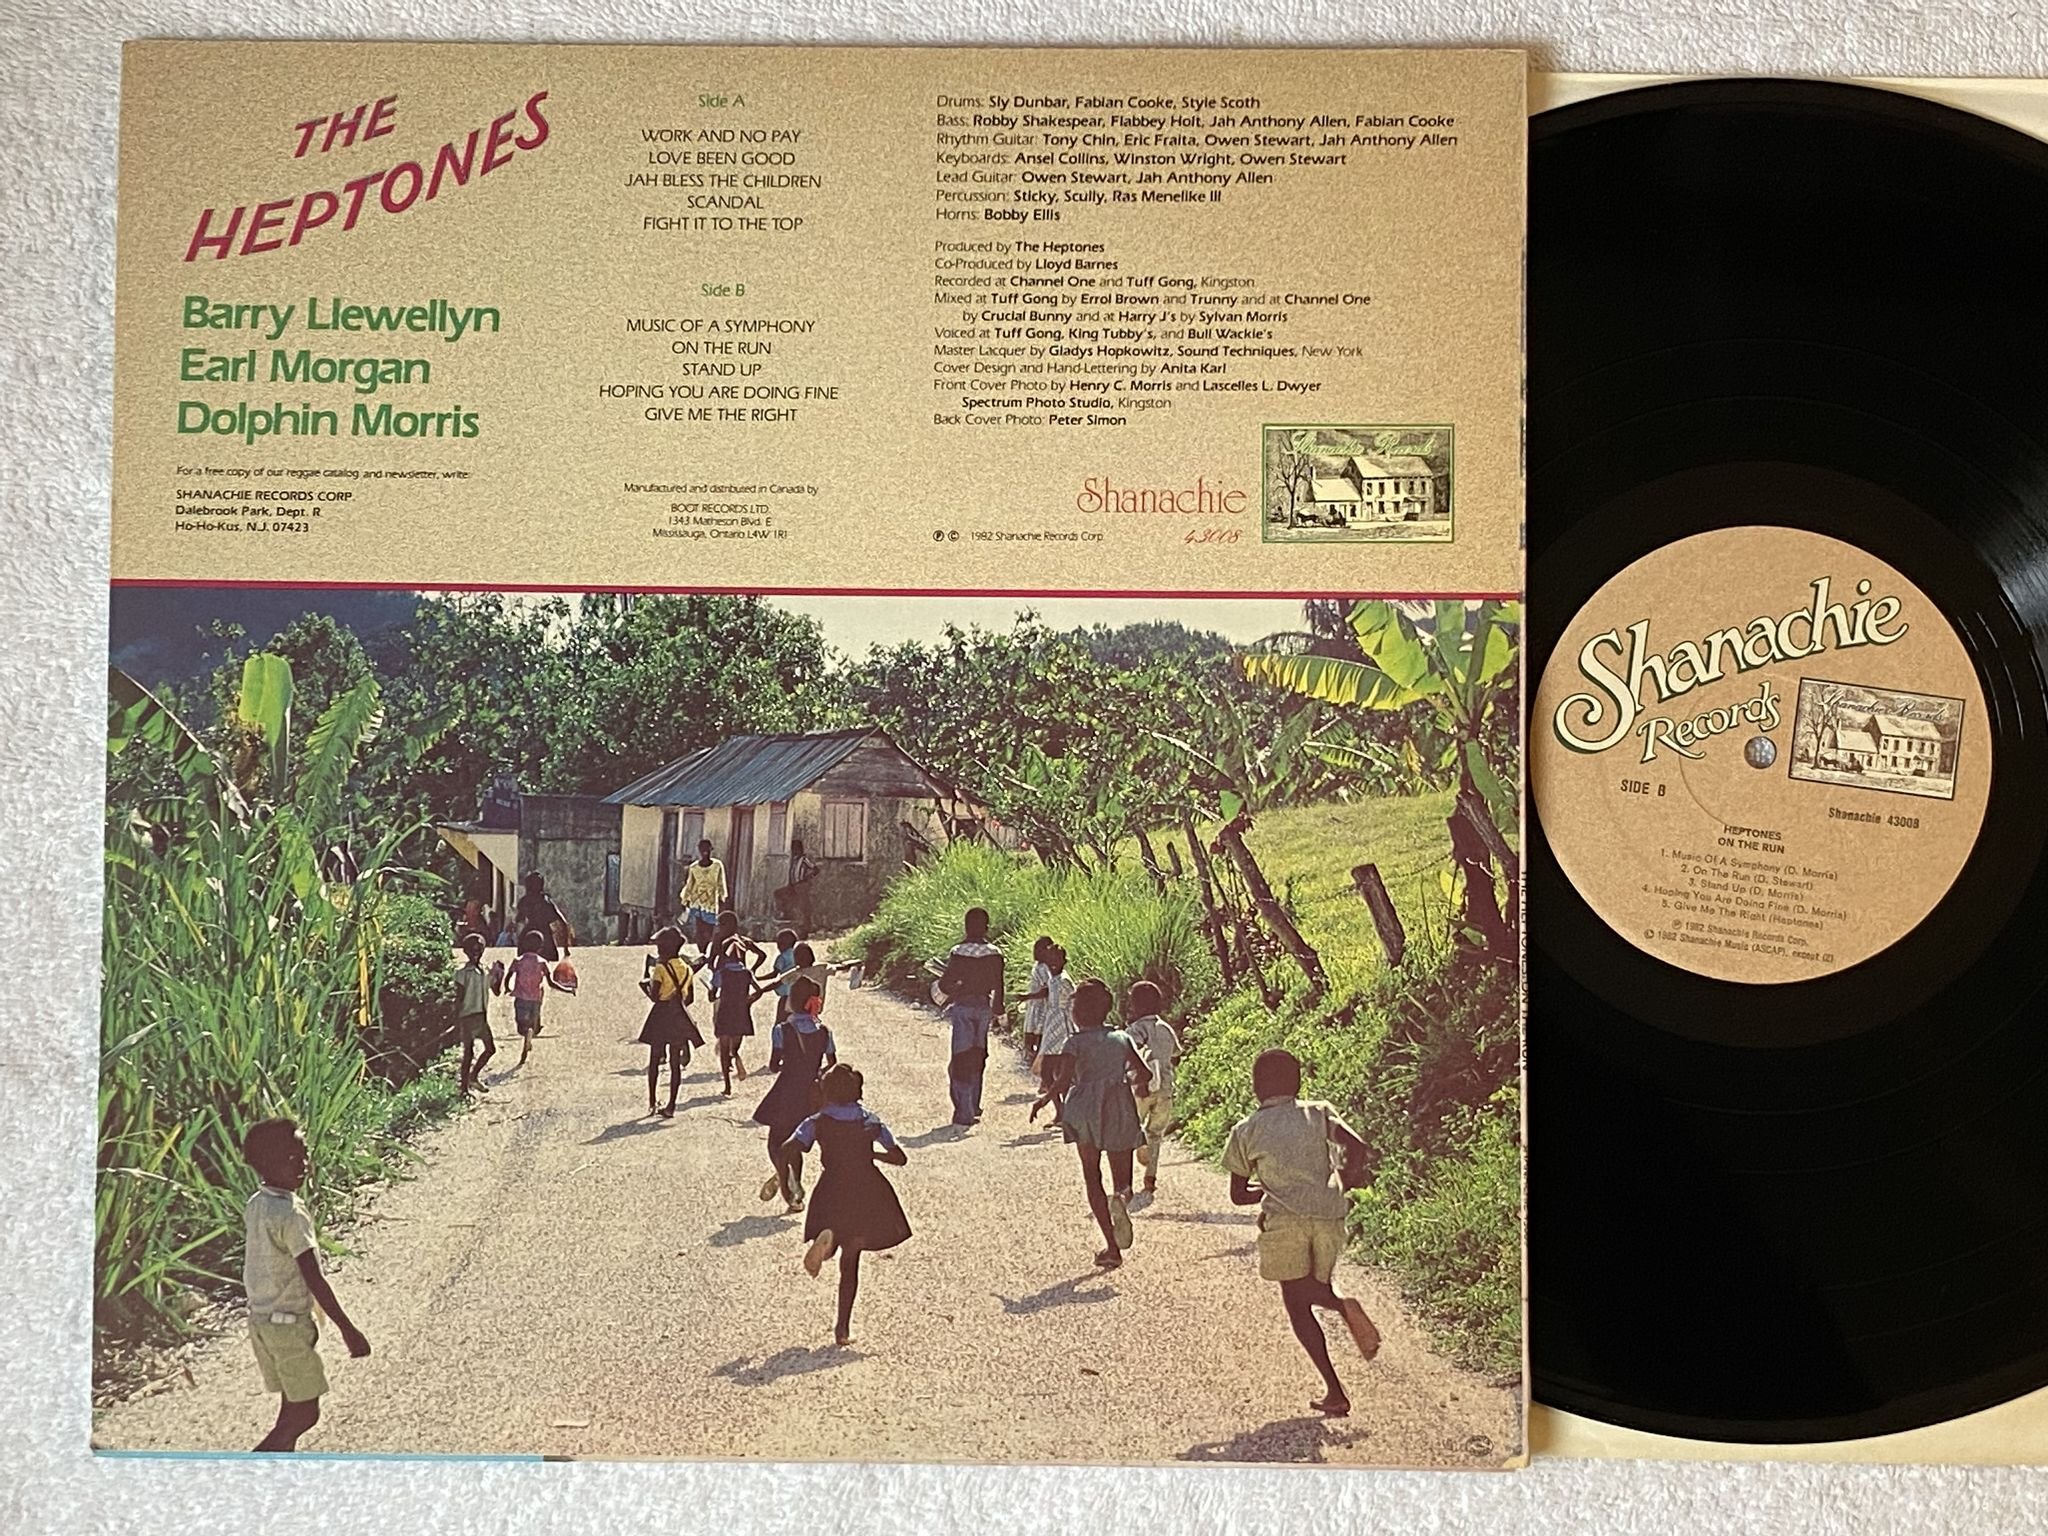 THE
HEPTONES
Barry Llewellyn
Earl Morgan
Dolphin Morris
For a free copy of our reggae catalog and newsletter, write:
SHANACHIE RECORDS CORP.
Dalebrook Park, Dept. R
Ho-Ho-Kus, N.J. 07423
Side A
WORK AND NO PAY
LOVE BEEN GOOD
JAH BLESS THE CHILDREN
SCANDAL
FIGHT IT TO THE TOP
Side B
MUSIC OF A SYMPHONY
ON THE RUN
STAND UP
HOPING YOU ARE DOING FINE
GIVE ME THE RIGHT
Manufactured and distributed in Canada by
BOOT RECORDS LTD.
1343 Matheson Blvd. E
Mississauga, Ontario L4W 1R1
Drums: Sly Dunbar, Fabian Cooke, Style Scoth
Bass: Robby Shakespear, Flabbey Holt, Jah Anthony Allen, Fabian Cooke
Rhythm Guitar: Tony Chin, Eric Fraita, Owen Stewart, Jah Anthony Allen
Keyboards: Ansel Collins, Winston Wright, Owen Stewart
Lead Guitar: Owen Stewart, Jah Anthony Allen
Percussion: Sticky, Scully, Ras Menelike III
Horns: Bobby Ellis
Produced by The Heptones
Co-Produced by Lloyd Barnes
Recorded at Channel One and Tuff Gong, Kingston
Mixed at Tuff Gong by Errol Brown and Trunny and at Channel One
by Crucial Bunny and at Harry J's by Sylvan Morris
Voiced at Tuff Gong, King Tubby's, and Bull Wackie's
Master Lacquer by Gladys Hopkowitz, Sound Techniques, New York
Cover Design and Hand-Lettering by Anita Karl
Front Cover Photo by Henry C. Morris and Lascelles L. Dwyer
Spectrum Photo Studio, Kingston
Back Cover Photo: Peter Simon
Shanachie
43008
Shanachie Records
℗ © 1982 Shanachie Records Corp.
Shanachie
Records
Shanachie Records
SIDE B
Shanachie 43008
HEPTONES
ON THE RUN
1. Music Of A Symphony (D. Morris)
2. On The Run (D. Stewart)
3. Stand Up (D. Morris)
4. Hoping You Are Doing Fine (D. Morris)
5. Give Me The Right (Heptones)
℗ 1982 Shanachie Records Corp.
© 1982 Shanachie Music (ASCAP), except (2)